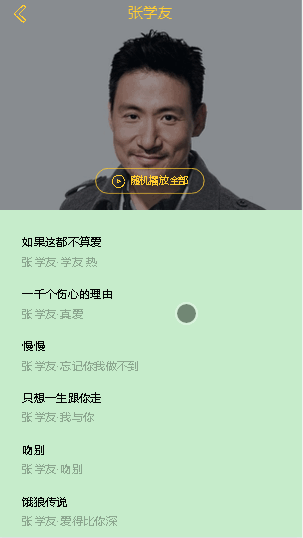 张学友
随机播放全部
如果这都不算爱
张学友·学友 热
一千个伤心的理由
张学友·真爱
慢慢
张学友·忘记你我做不到
只想一生跟你走
张学友·我与你
吻别
张学友·吻别
饿狼传说
张学友·爱得比你深